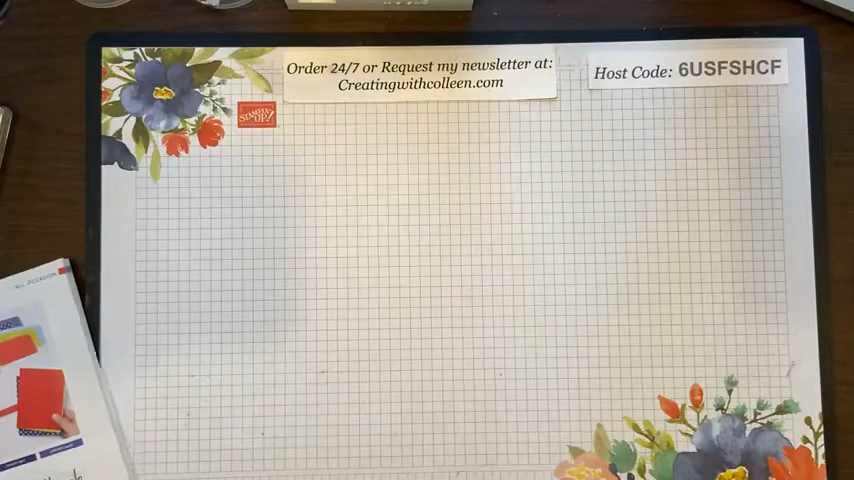 Order 24/7 or Request my newsletter at:
Creatingwithcolleen.com
Host Code: 6USFSHCF
STAMPIN' UP!